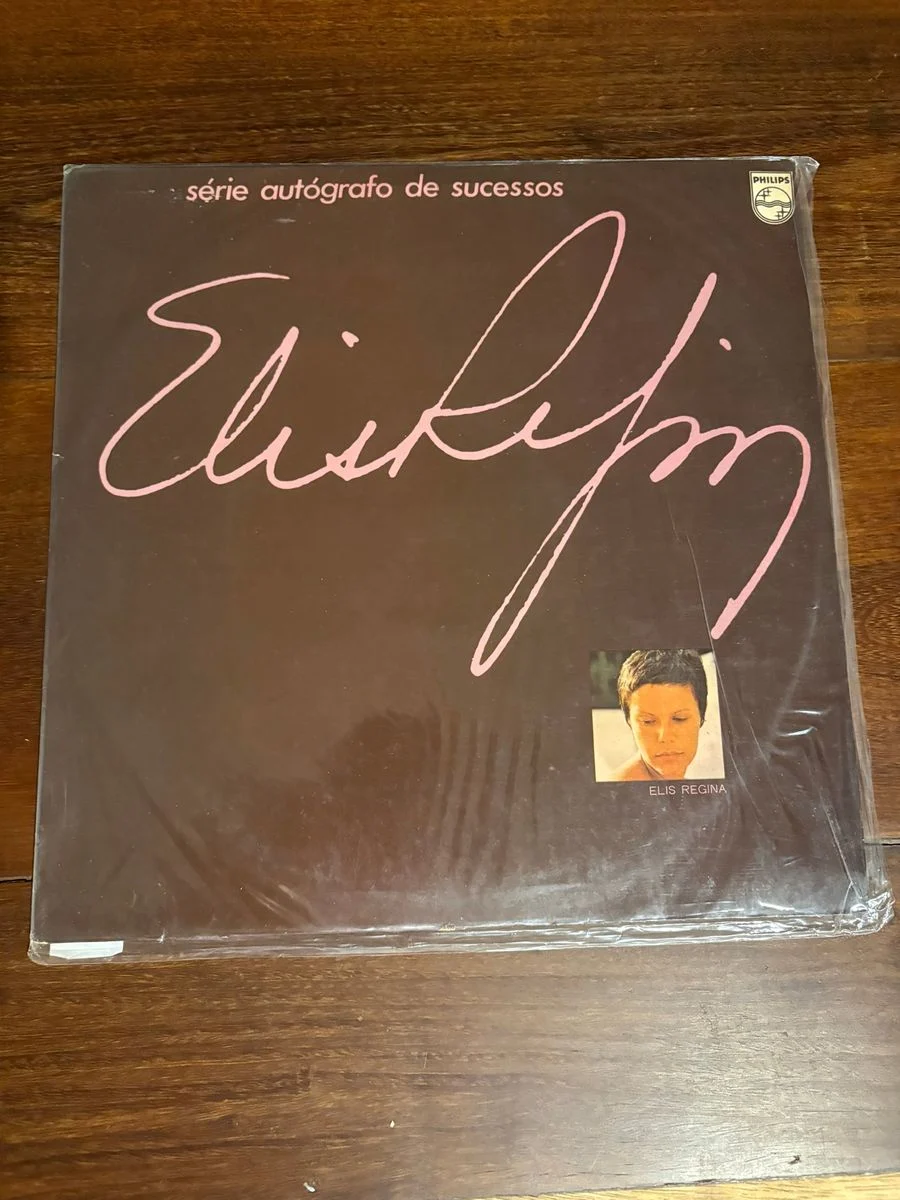 série autógrafo de sucessos
PHILIPS
Elis Regina
ELIS REGINA